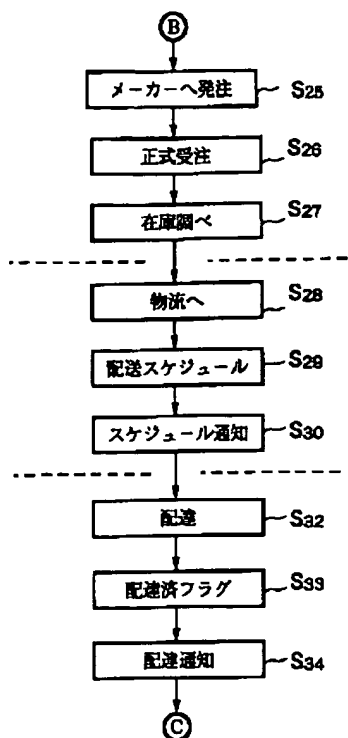 B
メーカーへ発注 S25
正式受注 S26
在庫調べ S27
物流へ S28
配送スケジュール S29
スケジュール通知 S30
配達 S32
配達済フラグ S33
配達通知 S34
C